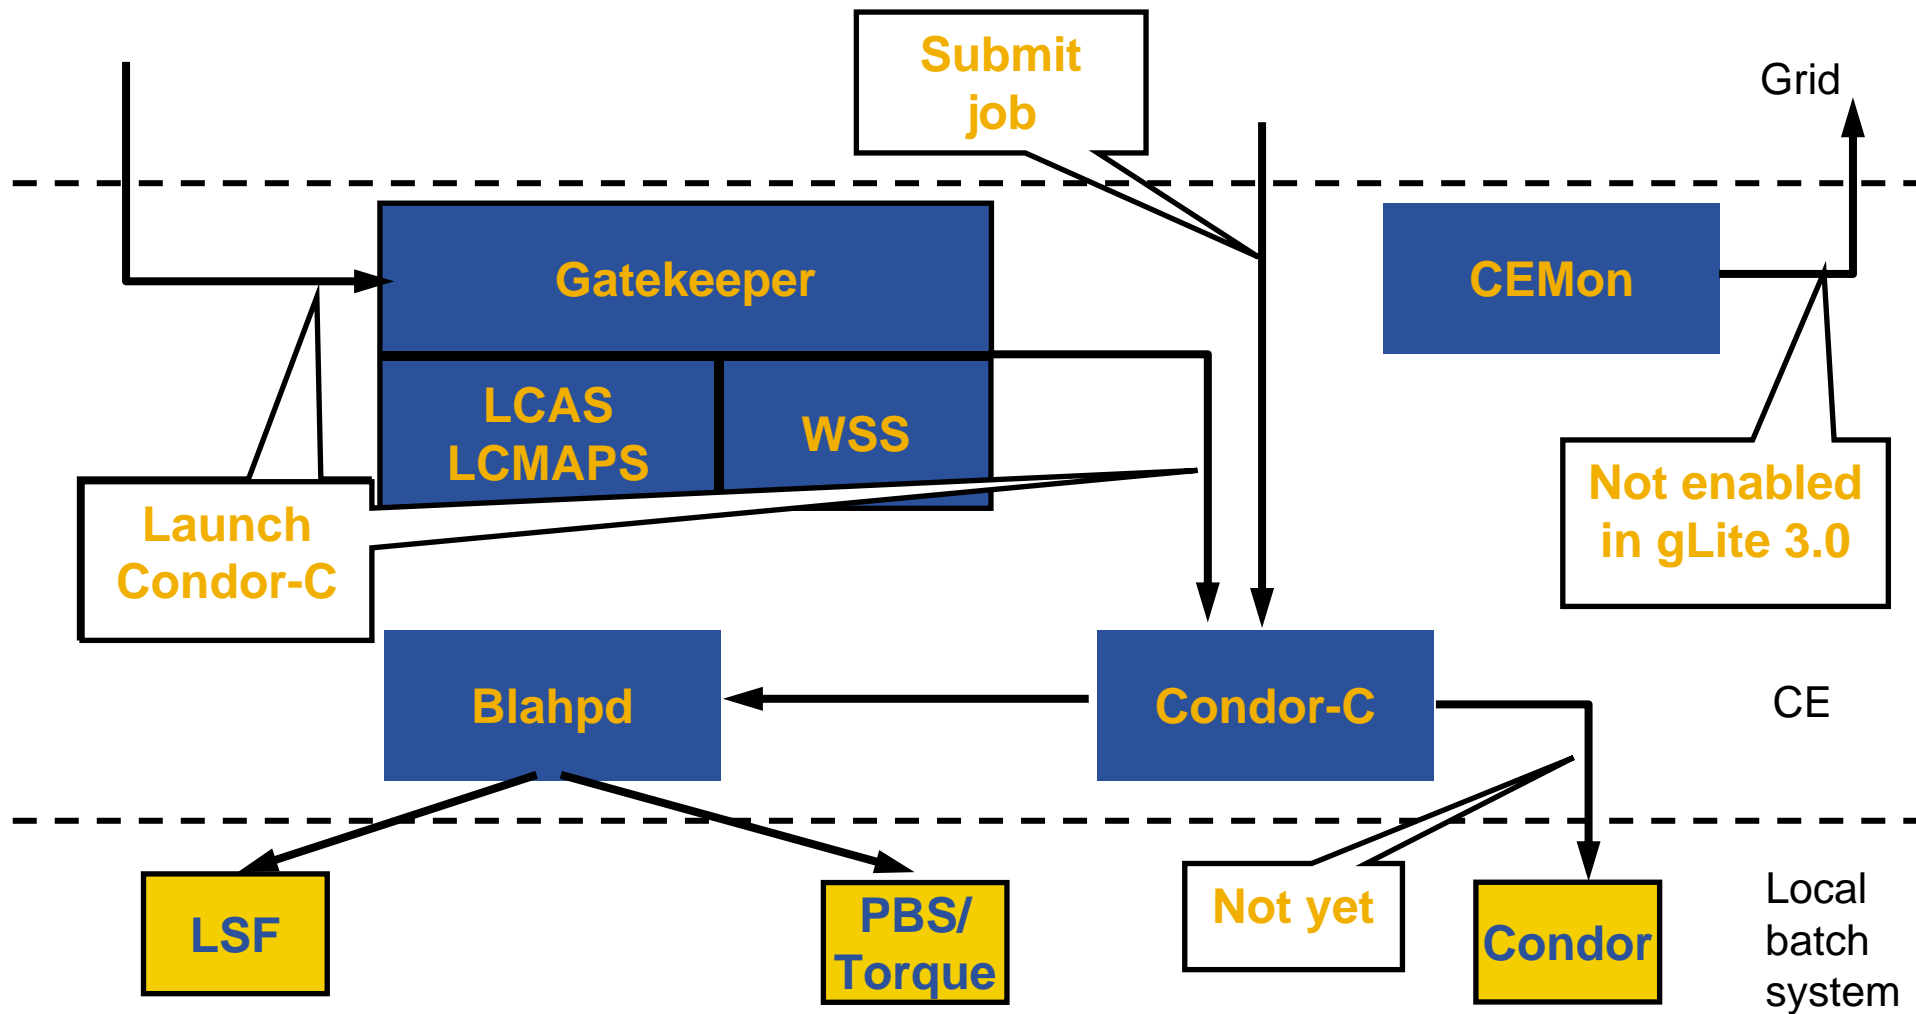 Submit
job
Grid
Gatekeeper
CEMon
LCAS
LCMAPS
WSS
Launch
Condor-C
Not enabled
in gLite 3.0
Blahpd
Condor-C
CE
LSF
PBS/
Torque
Not yet
Condor
Local
batch
system